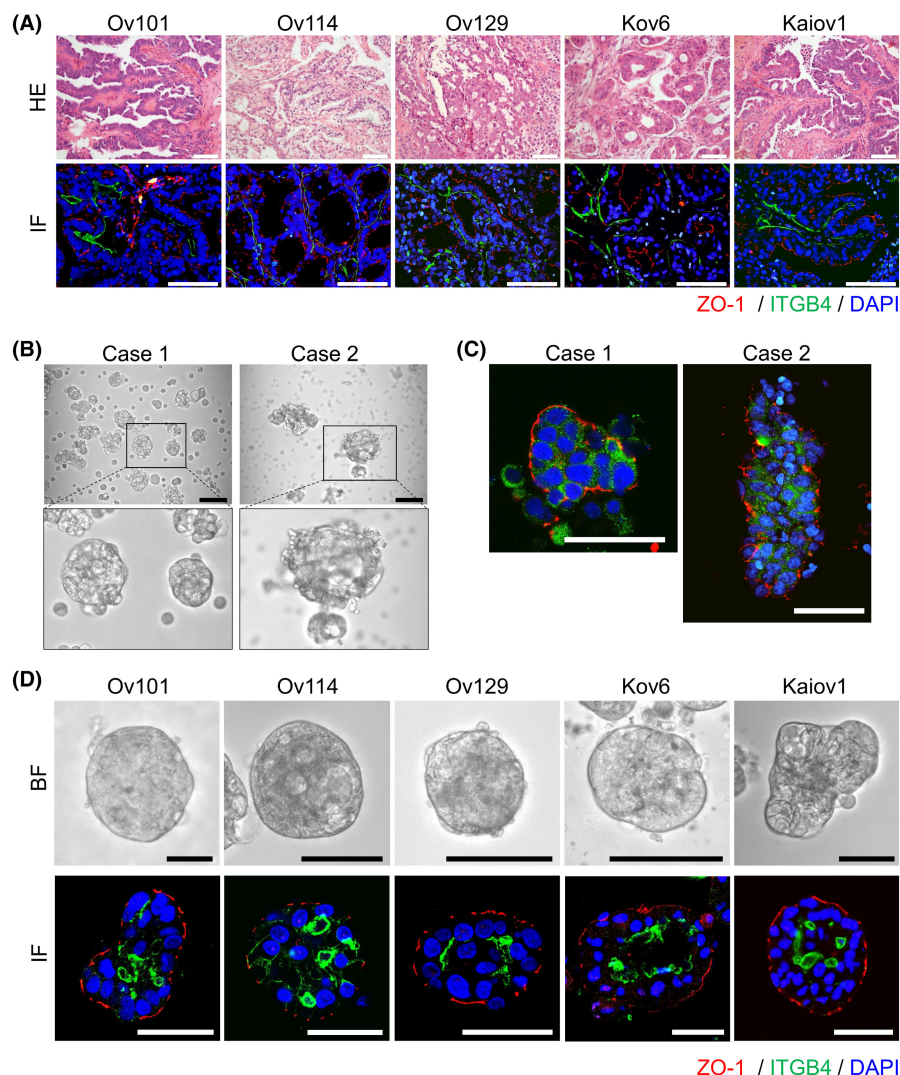 (A)
Ov101 Ov114 Ov129 Kov6 Kaiov1
HE
IF
ZO-1 / ITGB4 / DAPI
(B)
Case 1 Case 2
(C)
Case 1 Case 2
(D)
Ov101 Ov114 Ov129 Kov6 Kaiov1
BF
IF
ZO-1 / ITGB4 / DAPI